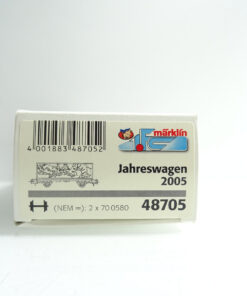 4 001883 487052
märklin
Jahreswagen
2005
(NEM =): 2 x 70 0580
48705